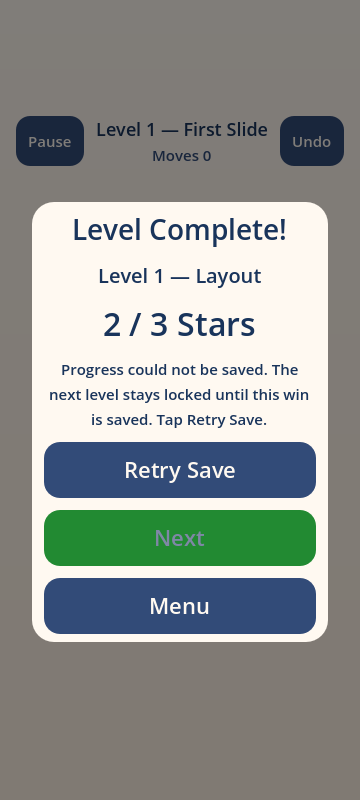 Pause
Level 1 — First Slide
Moves 0
Undo
Level Complete!
Level 1 — Layout
2 / 3 Stars
Progress could not be saved. The
next level stays locked until this win
is saved. Tap Retry Save.
Retry Save
Next
Menu